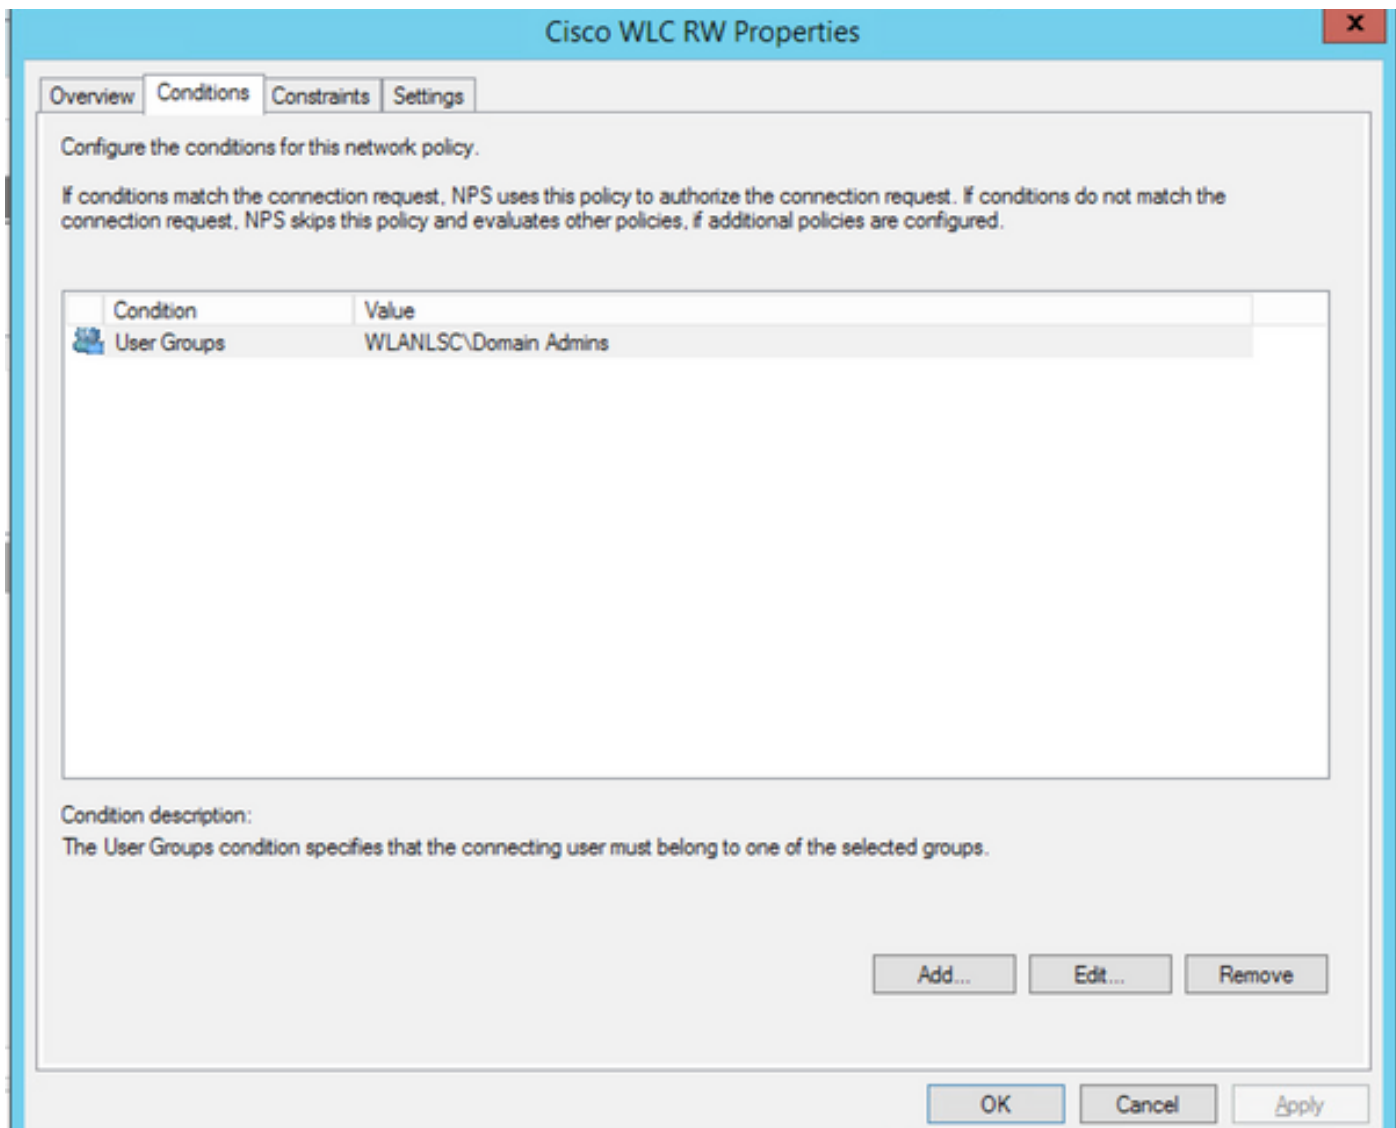 Cisco WLC RW Properties
x
Overview Conditions Constraints Settings
Configure the conditions for this network policy.
If conditions match the connection request, NPS uses this policy to authorize the connection request. If conditions do not match the
connection request, NPS skips this policy and evaluates other policies, if additional policies are configured.
Condition Value
User Groups WLANLSC\Domain Admins
Condition description:
The User Groups condition specifies that the connecting user must belong to one of the selected groups.
Add... Edit... Remove
OK Cancel Apply